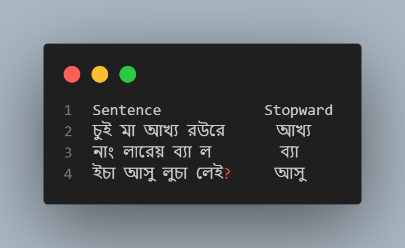 1 Sentence Stopward
2 চুই মা আখ্য রউরে আখ্য
3 নাং লারেয় ব্যা ল ব্যা
4 ইচা আসু লুচা লেই? আসু